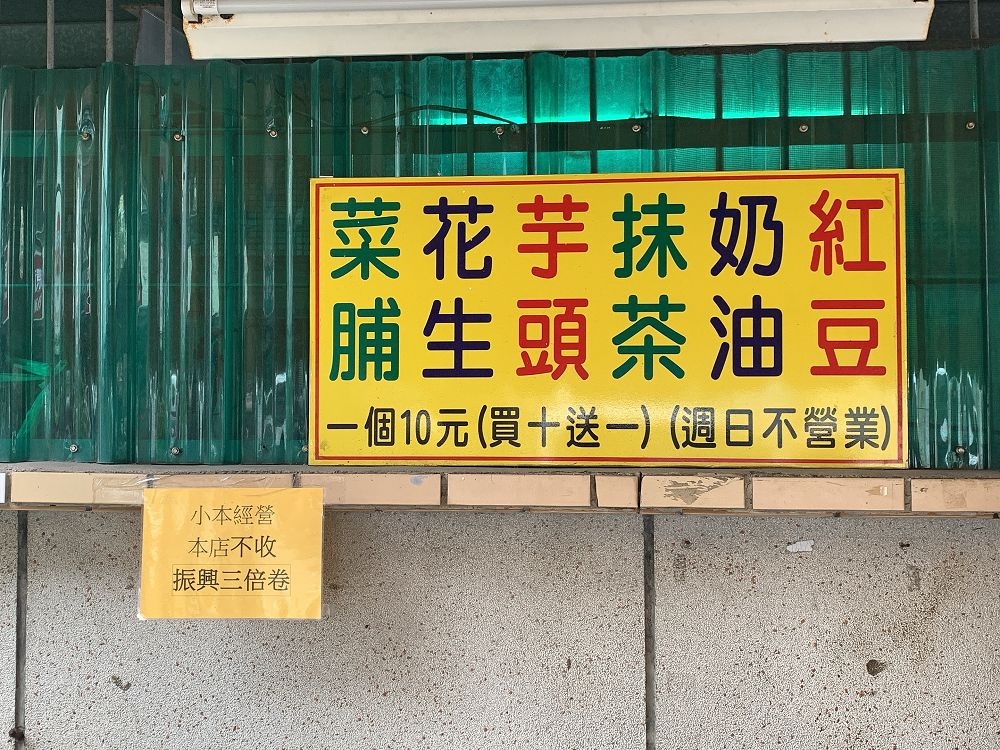 紅豆
奶油
抹茶
芋頭
花生
菜脯
一個10元(買十送一)(週日不營業)
小本經營
本店不收
振興三倍卷